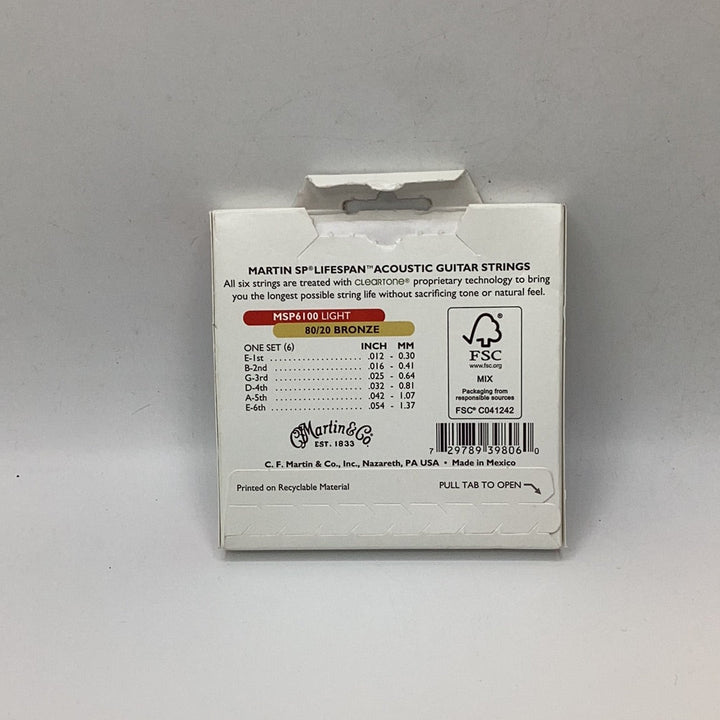 MARTIN SP® LIFESPAN™ ACOUSTIC GUITAR STRINGS
All six strings are treated with CLEARTONE® proprietary technology to bring
you the longest possible string life without sacrificing tone or natural feel.
MSP6100 LIGHT
80/20 BRONZE
ONE SET (6) INCH MM
E-1st .012 - 0.30
B-2nd .016 - 0.41
G-3rd .025 - 0.64
D-4th .032 - 0.81
A-5th .042 - 1.07
E-6th .054 - 1.37
FSC
www.fsc.org
MIX
Packaging from
responsible sources
FSC® C041242
CFMartin & Co.
EST. 1833
7 29789 39806 0
C. F. Martin & Co., Inc., Nazareth, PA USA • Made in Mexico
Printed on Recyclable Material
PULL TAB TO OPEN